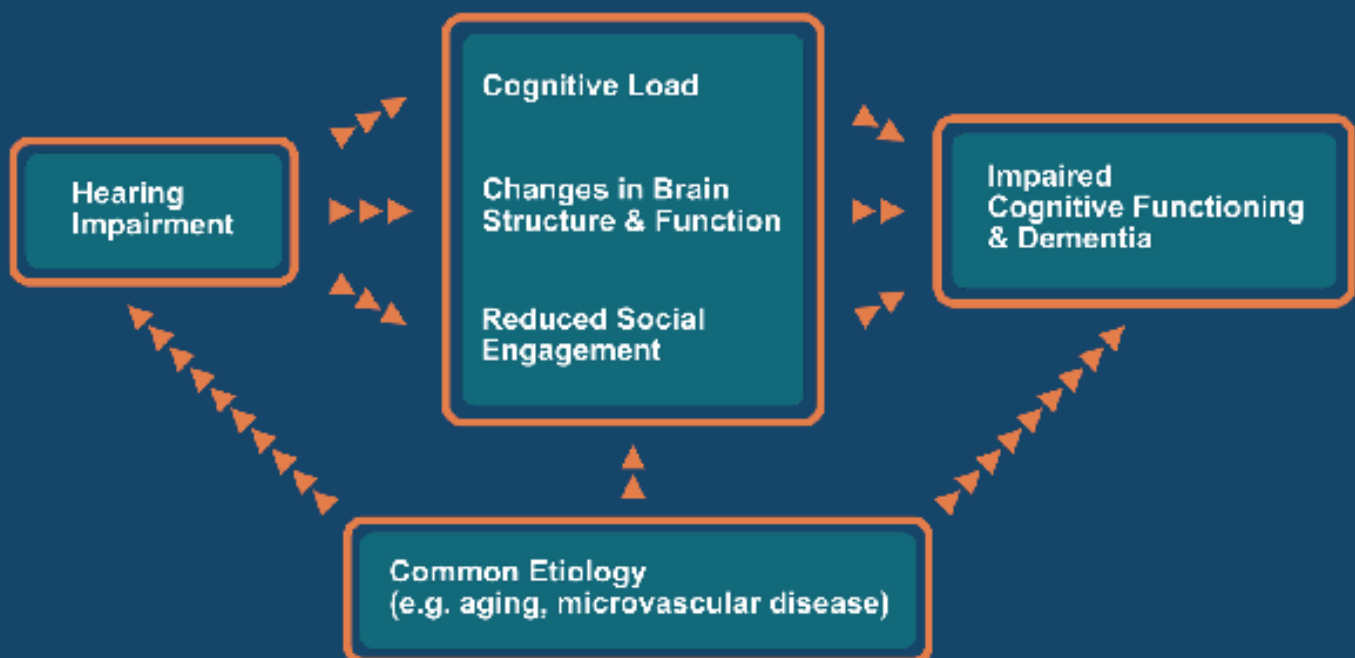 Hearing
Impairment
Cognitive Load
Changes in Brain
Structure & Function
Reduced Social
Engagement
Impaired
Cognitive Functioning
& Dementia
Common Etiology
(e.g. aging, microvascular disease)